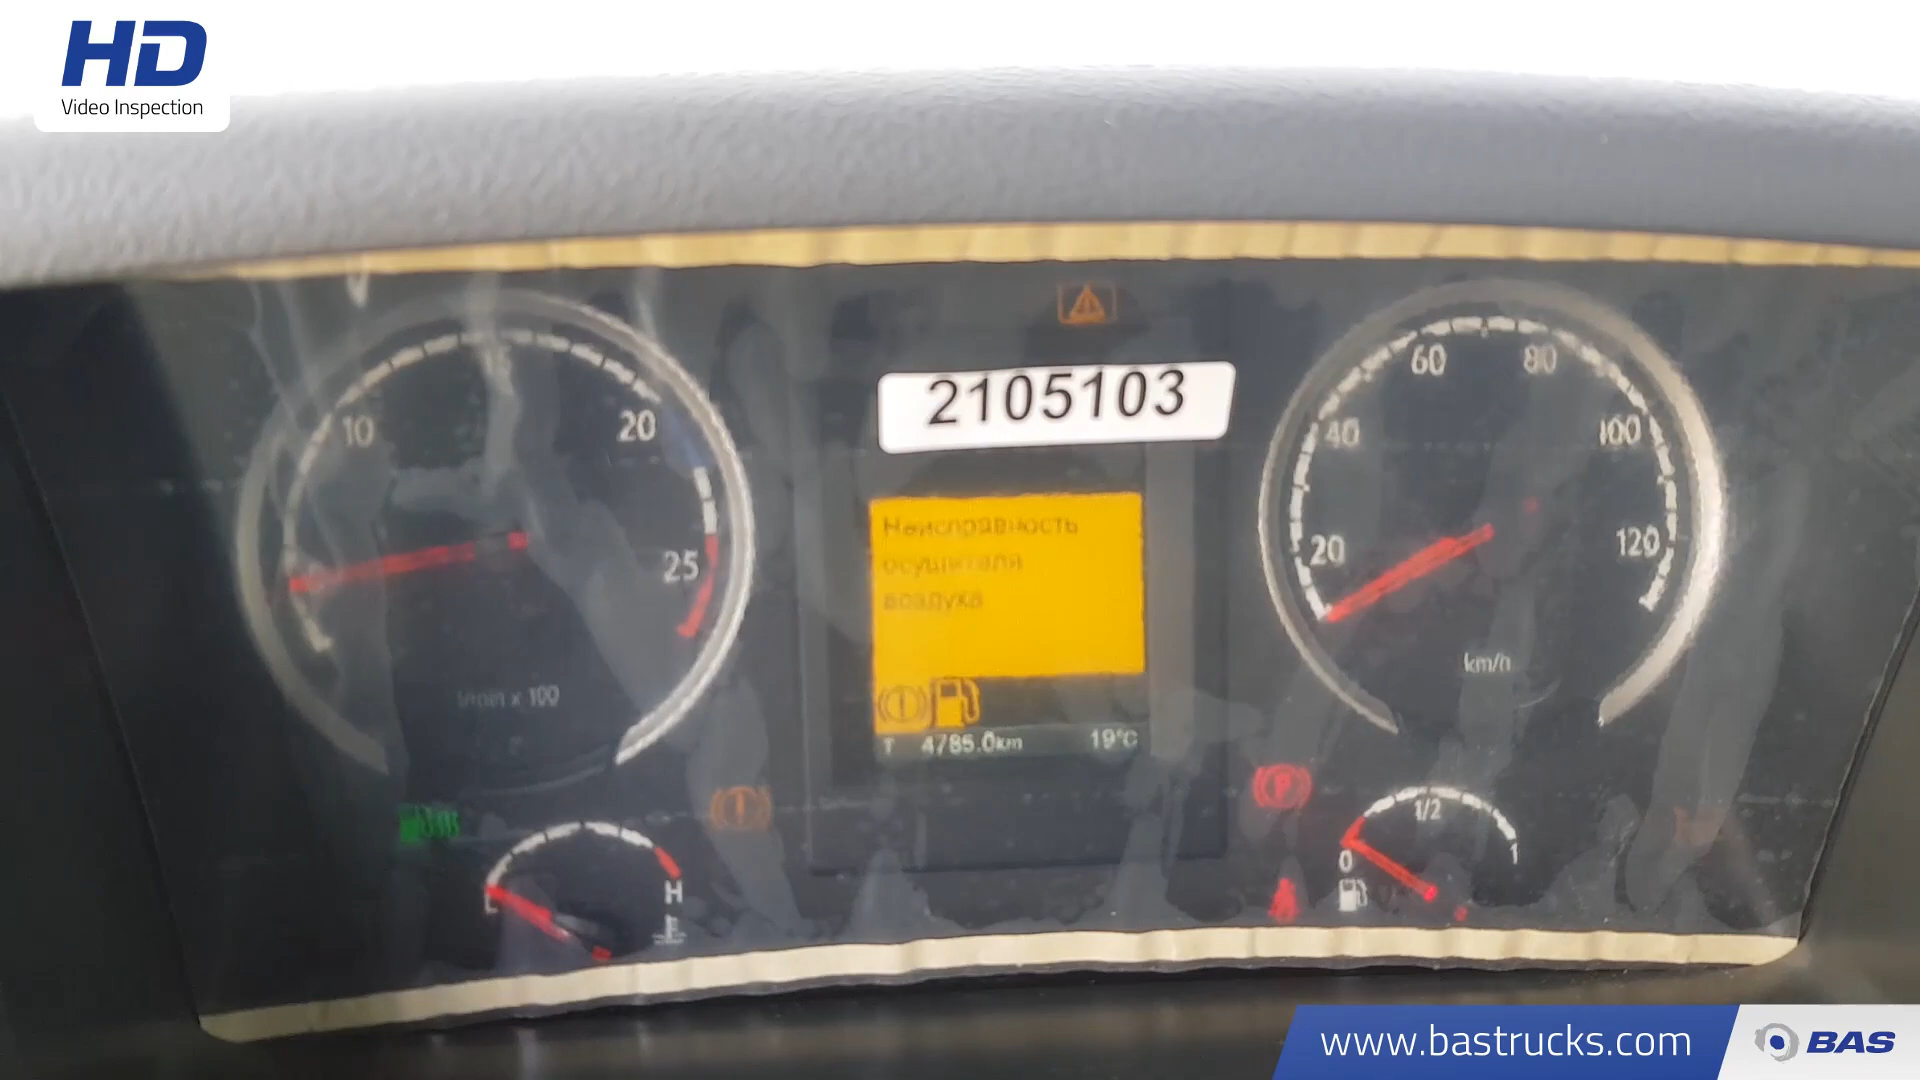 HD
Video Inspection
2105103
10
20
25
x 100
60
80
40
100
20
120
km/h
Неисправность
осушителя
воздуха
T 4785.0km 19°C
H
P
1/2
0
1
www.bastrucks.com
BAS